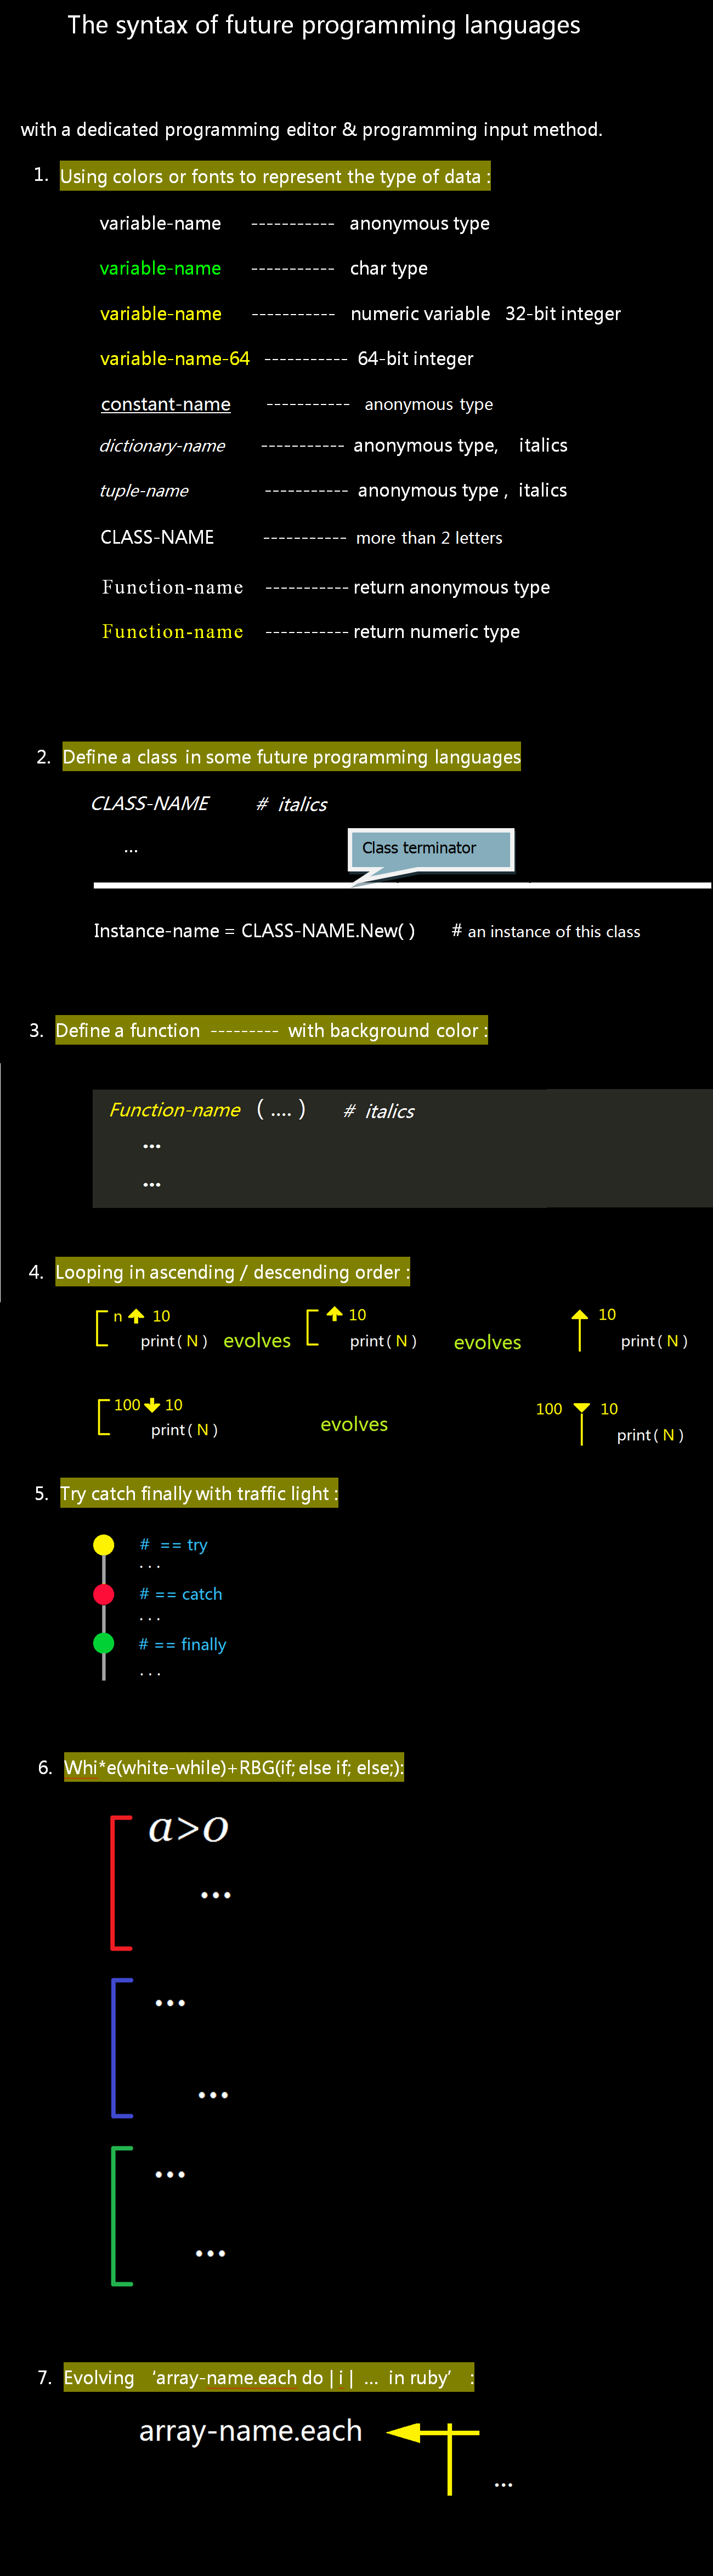 The syntax of future programming languages
with a dedicated programming editor & programming input method.
1. Using colors or fonts to represent the type of data :
variable-name ----------- anonymous type
variable-name ----------- char type
variable-name ----------- numeric variable 32-bit integer
variable-name-64 ----------- 64-bit integer
constant-name ----------- anonymous type
dictionary-name ----------- anonymous type, italics
tuple-name ----------- anonymous type , italics
CLASS-NAME ----------- more than 2 letters
Function-name ----------- return anonymous type
Function-name ----------- return numeric type
2. Define a class in some future programming languages
CLASS-NAME # italics
...
Class terminator
Instance-name = CLASS-NAME.New( ) # an instance of this class
3. Define a function --------- with background color :
Function-name ( .... ) # italics
...
...
4. Looping in ascending / descending order :
n 10 10 10
print( N ) evolves print( N ) evolves print( N )
100 10 100 10
print( N ) evolves print( N )
5. Try catch finally with traffic light :
# == try
...
# == catch
...
# == finally
...
6. Whi*e(white-while)+RBG(if; else if; else;):
a>0
...
...
...
...
...
7. Evolving ‘array-name.each do | i | ... in ruby’ :
array-name.each
...